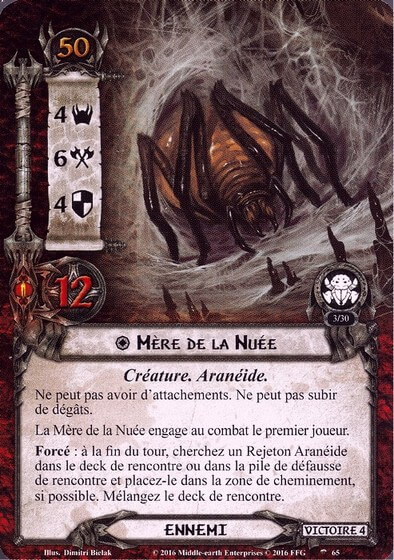 50
4
6
4
12
3/30
Mère de la Nuée
Créature. Aranéide.
Ne peut pas avoir d'attachements. Ne peut pas subir
de dégâts.
La Mère de la Nuée engage au combat le premier joueur.
Forcé : à la fin du tour, cherchez un Rejeton Aranéide
dans le deck de rencontre ou dans la pile de défausse
de rencontre et placez-le dans la zone de cheminement,
si possible. Mélangez le deck de rencontre.
ENNEMI
VICTOIRE 4
Illus. Dimitri Bielak © 2016 Middle-earth Enterprises © 2016 FFG 65